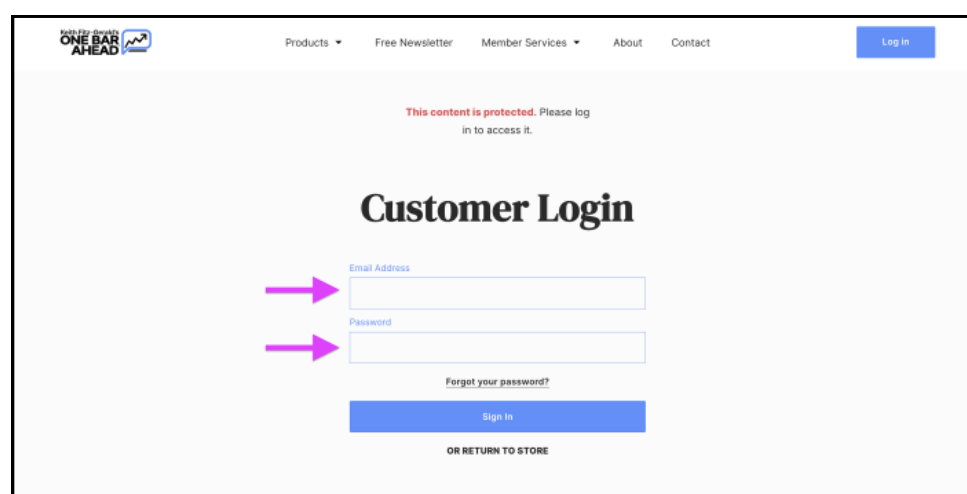 Keith Fitz-Gerald's
ONE BAR
AHEAD
Products Free Newsletter Member Services About Contact Log in
This content is protected. Please log
in to access it.
Customer Login
Email Address
Password
Forgot your password?
Sign In
OR RETURN TO STORE